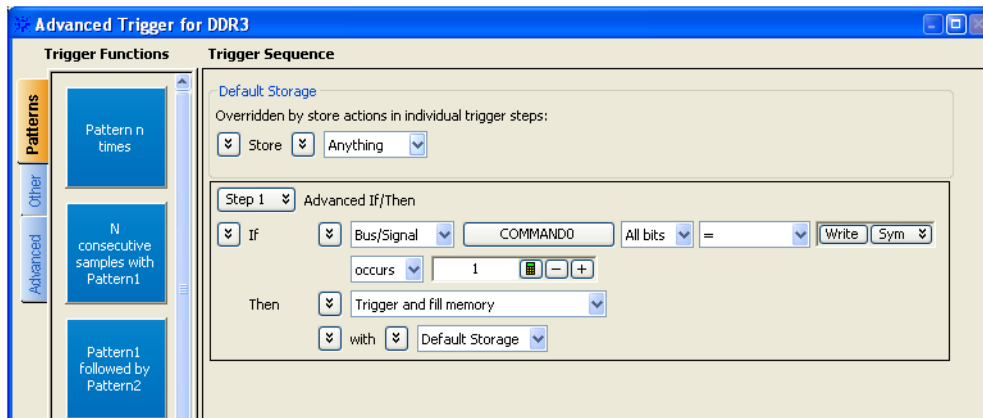 Advanced Trigger for DDR3
Trigger Functions
Trigger Sequence
Patterns
Other
Advanced
Pattern n
times
N
consecutive
samples with
Pattern1
Pattern1
followed by
Pattern2
Default Storage
Overridden by store actions in individual trigger steps:
Store Anything
Step 1 Advanced If/Then
If Bus/Signal COMMAND0 All bits = Write Sym
occurs 1
Then Trigger and fill memory
with Default Storage